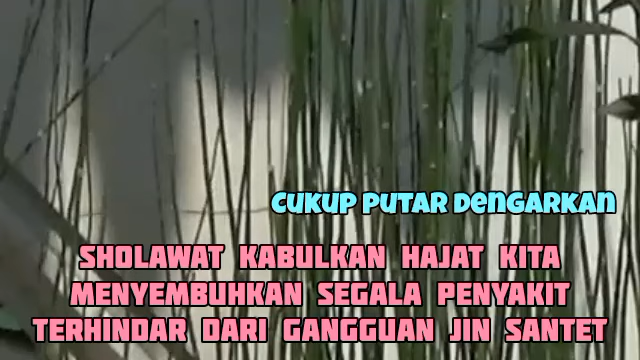 CUKUP PUTAR DENGARKAN
SHOLAWAT KABULKAN HAJAT KITA
MENYEMBUHKAN SEGALA PENYAKIT
TERHINDAR DARI GANGGUAN JIN SANTET